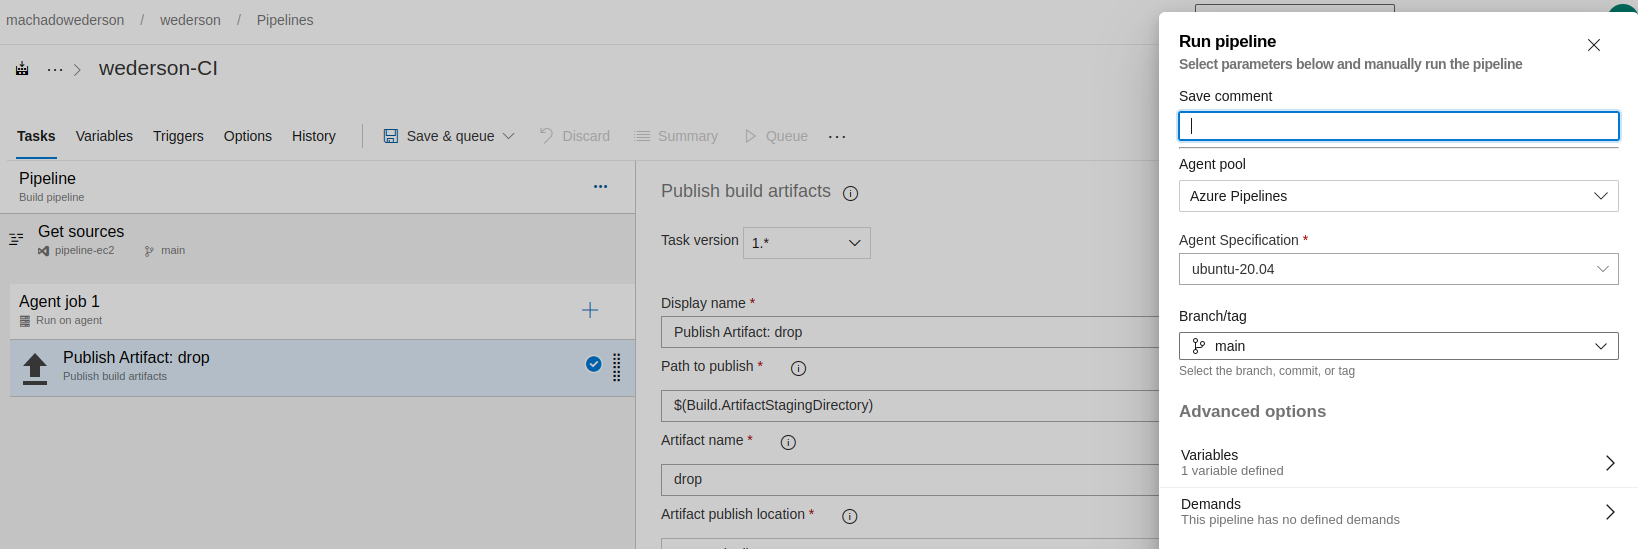 machadowederson / wederson / Pipelines
... > wederson-CI
Tasks Variables Triggers Options History Save & queue Discard Summary Queue ...
Pipeline
Build pipeline
Get sources
pipeline-ec2 main
Agent job 1
Run on agent
Publish Artifact: drop
Publish build artifacts
Publish build artifacts
Task version 1.*
Display name *
Publish Artifact: drop
Path to publish *
$(Build.ArtifactStagingDirectory)
Artifact name *
drop
Artifact publish location *
Run pipeline
Select parameters below and manually run the pipeline
Save comment
Agent pool
Azure Pipelines
Agent Specification *
ubuntu-20.04
Branch/tag
main
Select the branch, commit, or tag
Advanced options
Variables
1 variable defined
Demands
This pipeline has no defined demands